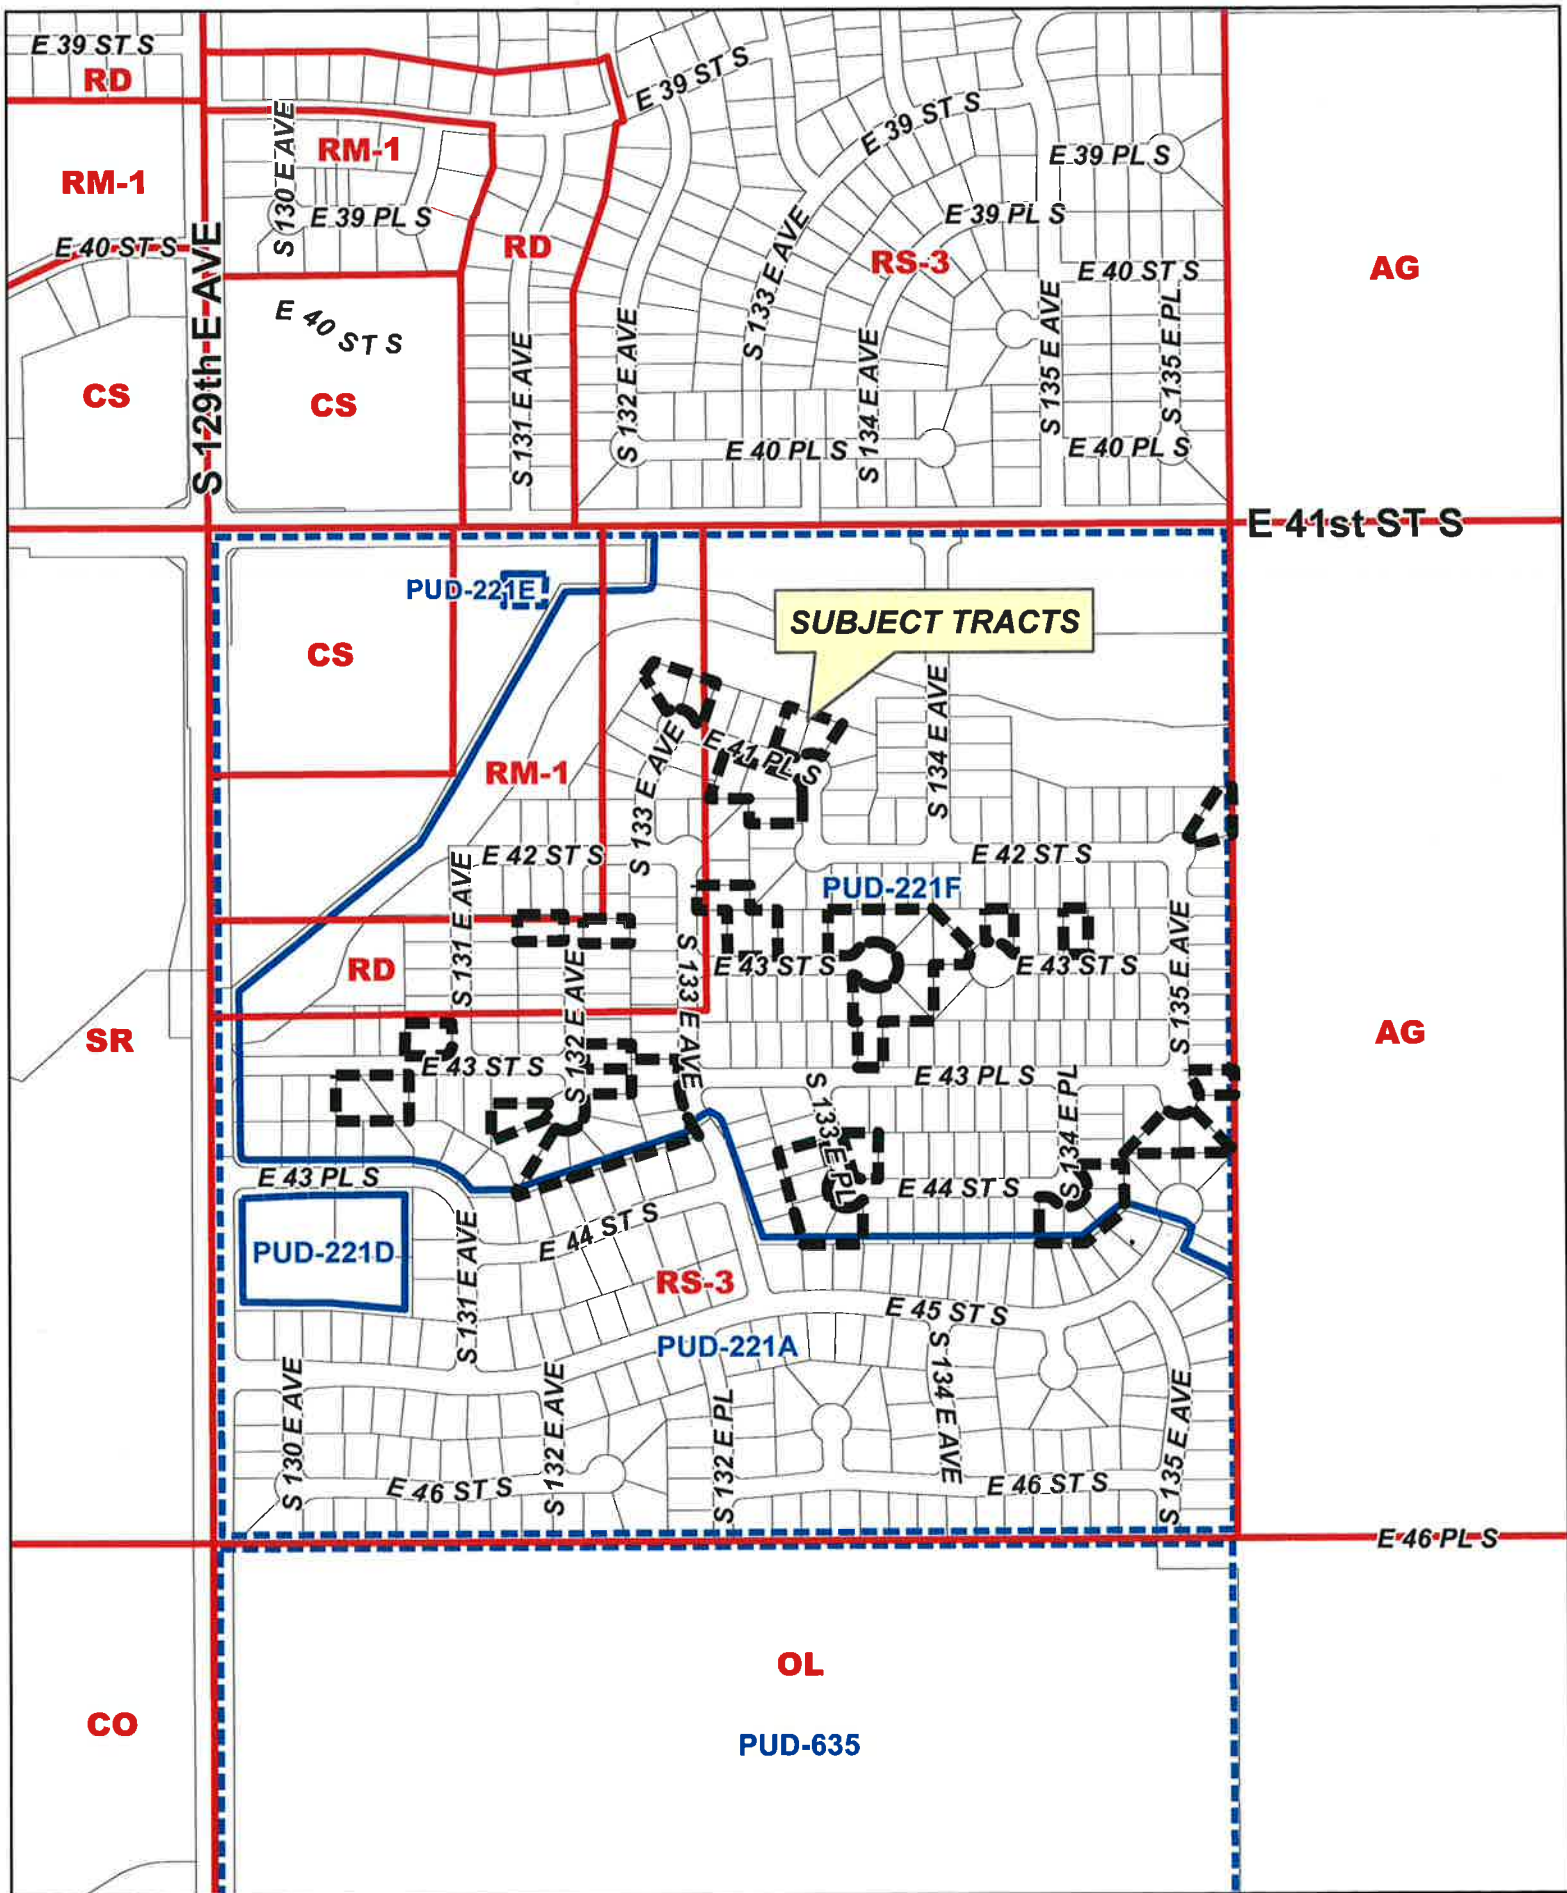 E 39 ST S
RD
E 39 ST S
E 39 ST S
S 130 E AVE
RM-1
RM-1
E 39 PL S
E 39 PL S
E 39 PL S
RD
RS-3
AG
E 40 ST S
S 129th E AVE
E 40 ST S
S 133 E AVE
E 40 ST S
CS
CS
S 131 E AVE
S 132 E AVE
S 134 E AVE
S 135 E AVE
S 135 E PL
E 40 PL S
E 40 PL S
E 41st ST S
PUD-221E
SUBJECT TRACTS
CS
S 134 E AVE
E 41 PL S
RM-1
S 133 E AVE
E 42 ST S
E 42 ST S
PUD-221F
S 131 E AVE
S 132 E AVE
S 133 E AVE
E 43 ST S
E 43 ST S
S 135 E AVE
RD
SR
AG
E 43 ST S
E 43 PL S
S 133 E PL
S 134 E PL
E 43 PL S
E 44 ST S
E 44 ST S
PUD-221D
S 131 E AVE
RS-3
E 45 ST S
PUD-221A
S 134 E AVE
S 130 E AVE
S 132 E AVE
S 132 E PL
S 135 E AVE
E 46 ST S
E 46 ST S
E 46 PL S
OL
CO
PUD-635